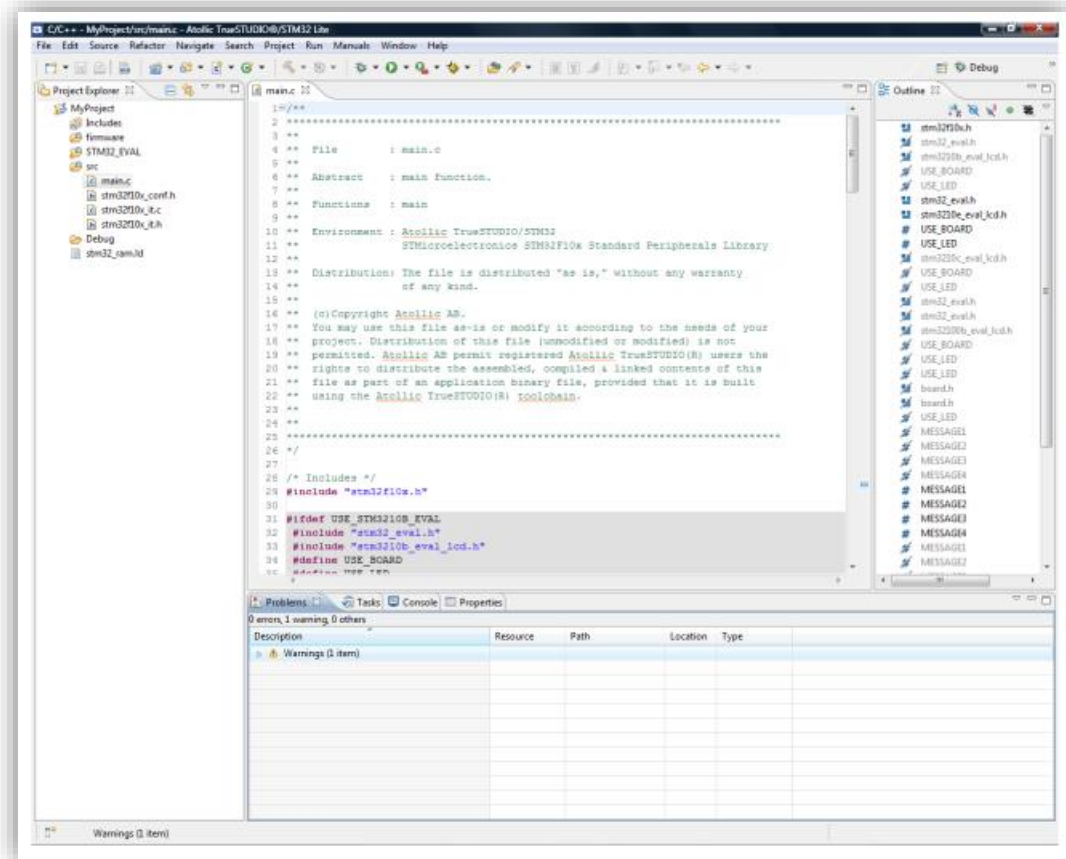 C/C++ - MyProject/src/main.c - Atollic TrueSTUDIO®/STM32 Lite
File Edit Source Refactor Navigate Search Project Run Manuals Window Help
Debug
Project Explorer
MyProject
Includes
firmware
STM32_EVAL
src
main.c
stm32f10x_conf.h
stm32f10x_it.c
stm32f10x_it.h
Debug
stm32_ram.ld
main.c
1 /**
2 ******************************************************************************
3 **
4 ** File : main.c
5 **
6 ** Abstract : main function.
7 **
8 ** Functions : main
9 **
10 ** Environment : Atollic TrueSTUDIO/STM32
11 ** STMicroelectronics STM32F10x Standard Peripherals Library
12 **
13 ** Distribution: The file is distributed "as is," without any warranty
14 ** of any kind.
15 **
16 ** (c)Copyright Atollic AB.
17 ** You may use this file as-is or modify it according to the needs of your
18 ** project. Distribution of this file (unmodified or modified) is not
19 ** permitted. Atollic AB permit registered Atollic TrueSTUDIO(R) users the
20 ** rights to distribute the assembled, compiled & linked contents of this
21 ** file as part of an application binary file, provided that it is built
22 ** using the Atollic TrueSTUDIO(R) toolchain.
23 **
24 **
25 ******************************************************************************
26 */
27
28 /* Includes */
29 #include "stm32f10x.h"
30
31 #ifdef USE_STM3210B_EVAL
32 #include "stm32_eval.h"
33 #include "stm3210b_eval_lcd.h"
34 #define USE_BOARD
35 #define USE_LED
Outline
stm32f10x.h
stm32_eval.h
stm3210b_eval_lcd.h
USE_BOARD
USE_LED
stm32_eval.h
stm3210e_eval_lcd.h
USE_BOARD
USE_LED
stm3210c_eval_lcd.h
USE_BOARD
USE_LED
stm32_eval.h
stm32_eval.h
stm32100b_eval_lcd.h
USE_BOARD
USE_LED
USE_LED
board.h
board.h
USE_LED
MESSAGE1
MESSAGE2
MESSAGE3
MESSAGE4
MESSAGE1
MESSAGE2
MESSAGE3
MESSAGE4
MESSAGE1
MESSAGE2
Problems Tasks Console Properties
0 errors, 1 warning, 0 others
Description Resource Path Location Type
Warnings (1 item)
Warnings (1 item)